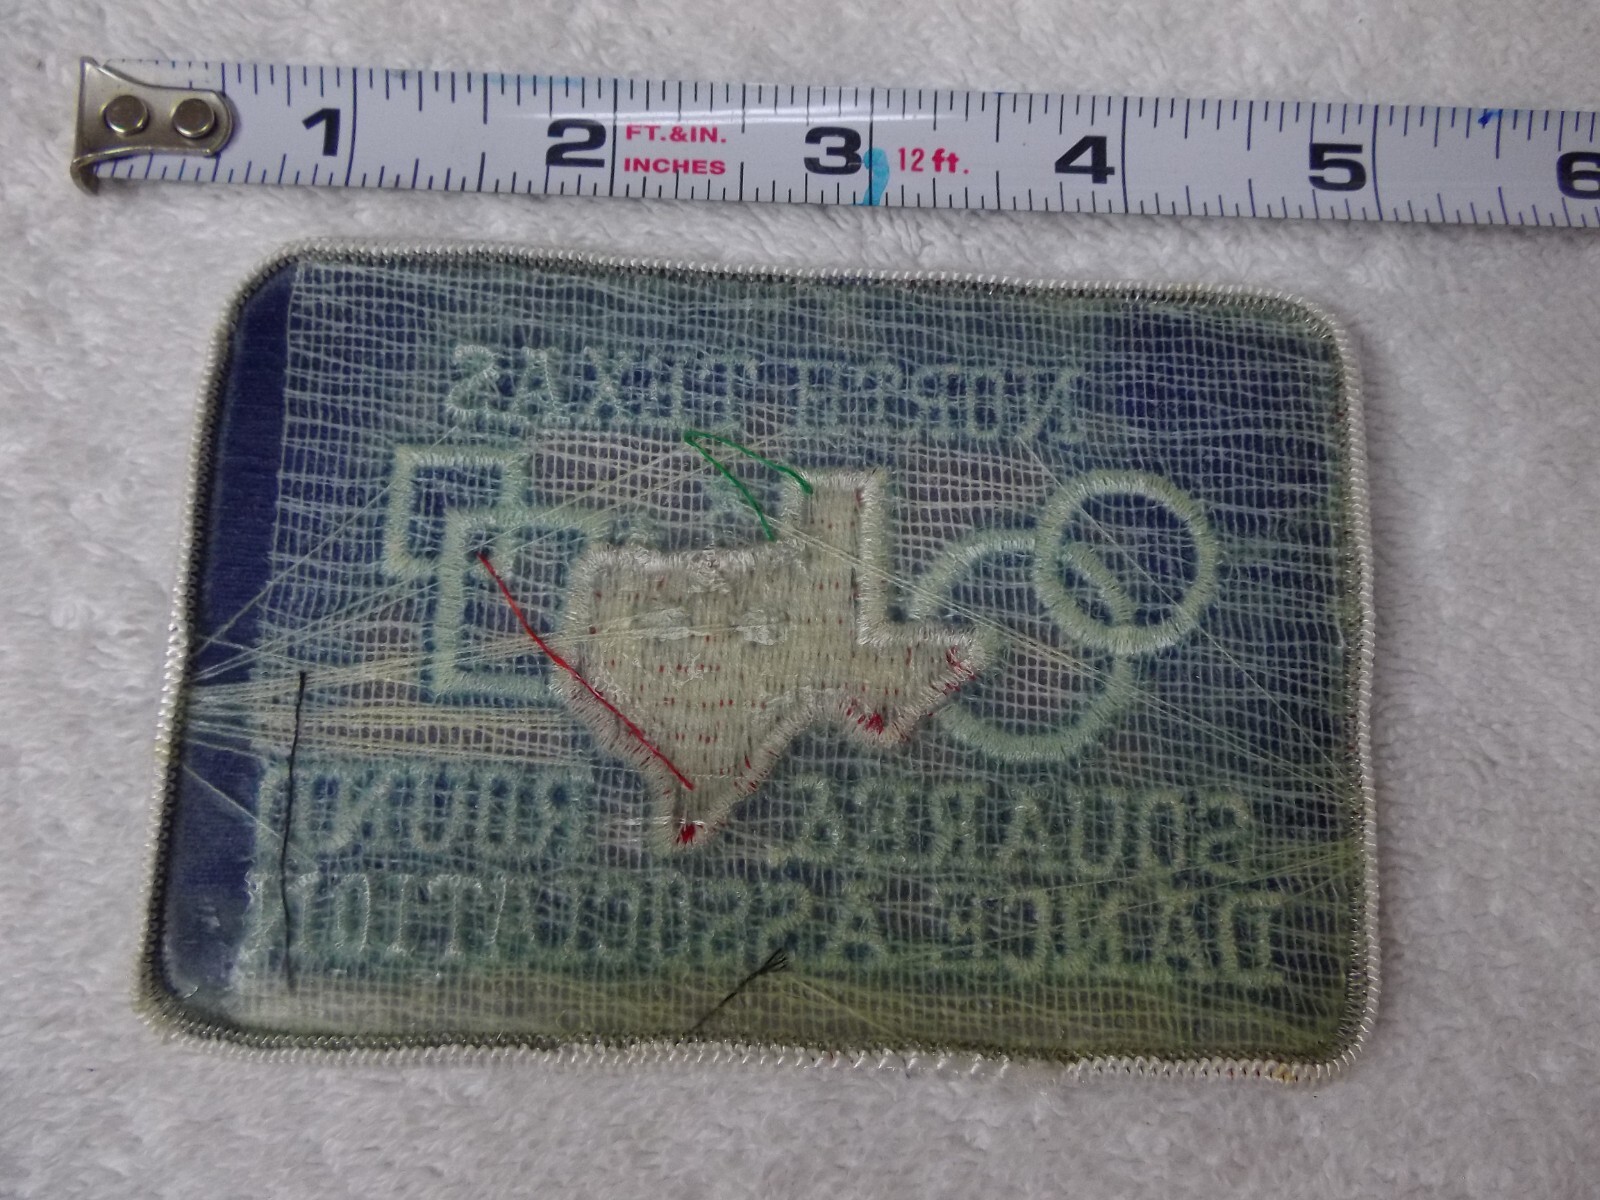 1 2 3 4 5 6
FT.&IN.
INCHES
12 ft.
NORTH TEXAS
SQUARE & ROUND
DANCE ASSOCIATION